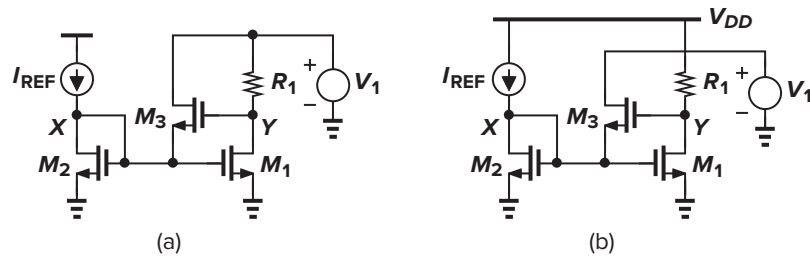 I_REF
X
M_2
M_3
Y
R_1
M_1
+
−
V_1
(a)
V_DD
I_REF
X
M_2
M_3
Y
R_1
M_1
+
−
V_1
(b)